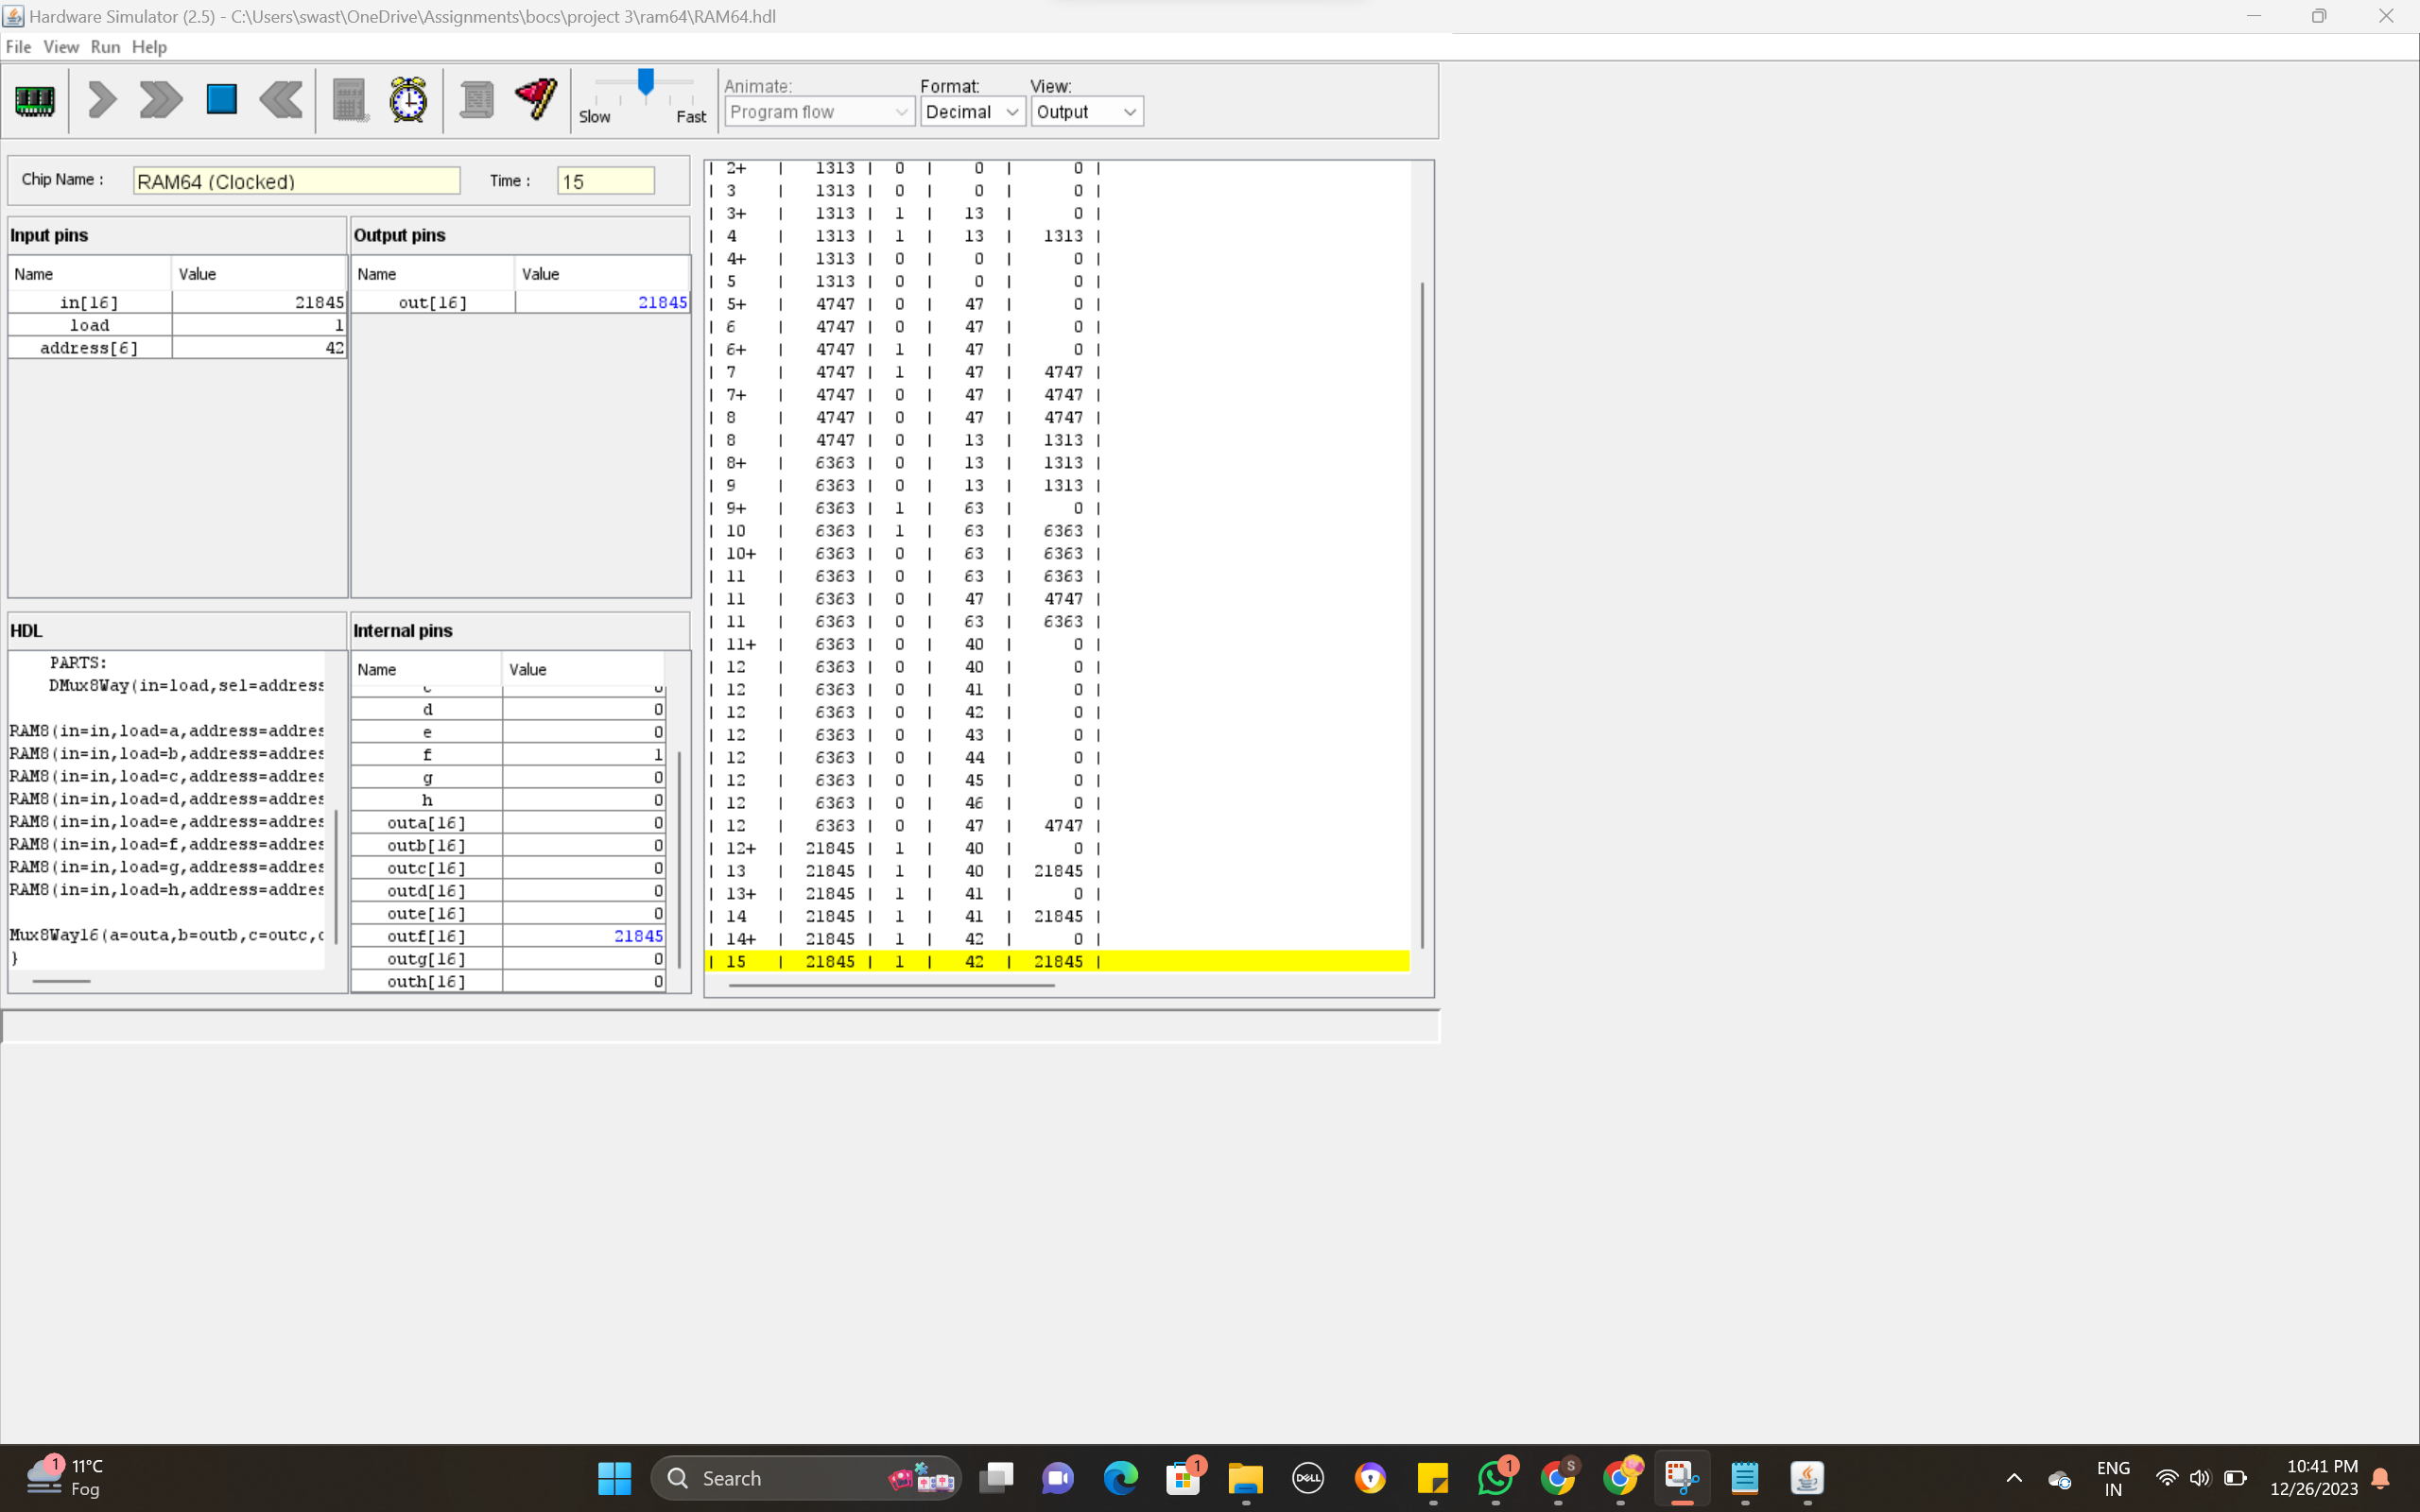 Hardware Simulator (2.5) - C:\Users\swast\OneDrive\Assignments\bocs\project 3\ram64\RAM64.hdl
File View Run Help
Slow Fast
Animate: Format: View:
Program flow Decimal Output
Chip Name : RAM64 (Clocked) Time : 15
Input pins
Name Value
in[16] 21845
load 1
address[6] 42
Output pins
Name Value
out[16] 21845
HDL
PARTS:
DMux8Way(in=load,sel=address
RAM8(in=in,load=a,address=addres
RAM8(in=in,load=b,address=addres
RAM8(in=in,load=c,address=addres
RAM8(in=in,load=d,address=addres
RAM8(in=in,load=e,address=addres
RAM8(in=in,load=f,address=addres
RAM8(in=in,load=g,address=addres
RAM8(in=in,load=h,address=addres
Mux8Way16(a=outa,b=outb,c=outc,
}
Internal pins
Name Value
c 0
d 0
e 0
f 1
g 0
h 0
outa[16] 0
outb[16] 0
outc[16] 0
outd[16] 0
oute[16] 0
outf[16] 21845
outg[16] 0
outh[16] 0
| 2+ | 1313 | 0 | 0 | 0 |
| 3 | 1313 | 0 | 0 | 0 |
| 3+ | 1313 | 1 | 13 | 0 |
| 4 | 1313 | 1 | 13 | 1313 |
| 4+ | 1313 | 0 | 0 | 0 |
| 5 | 1313 | 0 | 0 | 0 |
| 5+ | 4747 | 0 | 47 | 0 |
| 6 | 4747 | 0 | 47 | 0 |
| 6+ | 4747 | 1 | 47 | 0 |
| 7 | 4747 | 1 | 47 | 4747 |
| 7+ | 4747 | 0 | 47 | 4747 |
| 8 | 4747 | 0 | 47 | 4747 |
| 8 | 4747 | 0 | 13 | 1313 |
| 8+ | 6363 | 0 | 13 | 1313 |
| 9 | 6363 | 0 | 13 | 1313 |
| 9+ | 6363 | 1 | 63 | 0 |
| 10 | 6363 | 1 | 63 | 6363 |
| 10+ | 6363 | 0 | 63 | 6363 |
| 11 | 6363 | 0 | 63 | 6363 |
| 11 | 6363 | 0 | 47 | 4747 |
| 11 | 6363 | 0 | 63 | 6363 |
| 11+ | 6363 | 0 | 40 | 0 |
| 12 | 6363 | 0 | 40 | 0 |
| 12 | 6363 | 0 | 41 | 0 |
| 12 | 6363 | 0 | 42 | 0 |
| 12 | 6363 | 0 | 43 | 0 |
| 12 | 6363 | 0 | 44 | 0 |
| 12 | 6363 | 0 | 45 | 0 |
| 12 | 6363 | 0 | 46 | 0 |
| 12 | 6363 | 0 | 47 | 4747 |
| 12+ | 21845 | 1 | 40 | 0 |
| 13 | 21845 | 1 | 40 | 21845 |
| 13+ | 21845 | 1 | 41 | 0 |
| 14 | 21845 | 1 | 41 | 21845 |
| 14+ | 21845 | 1 | 42 | 0 |
| 15 | 21845 | 1 | 42 | 21845 |
1 11°C
Fog
Search
1
DELL
1
S
ENG
IN
10:41 PM
12/26/2023